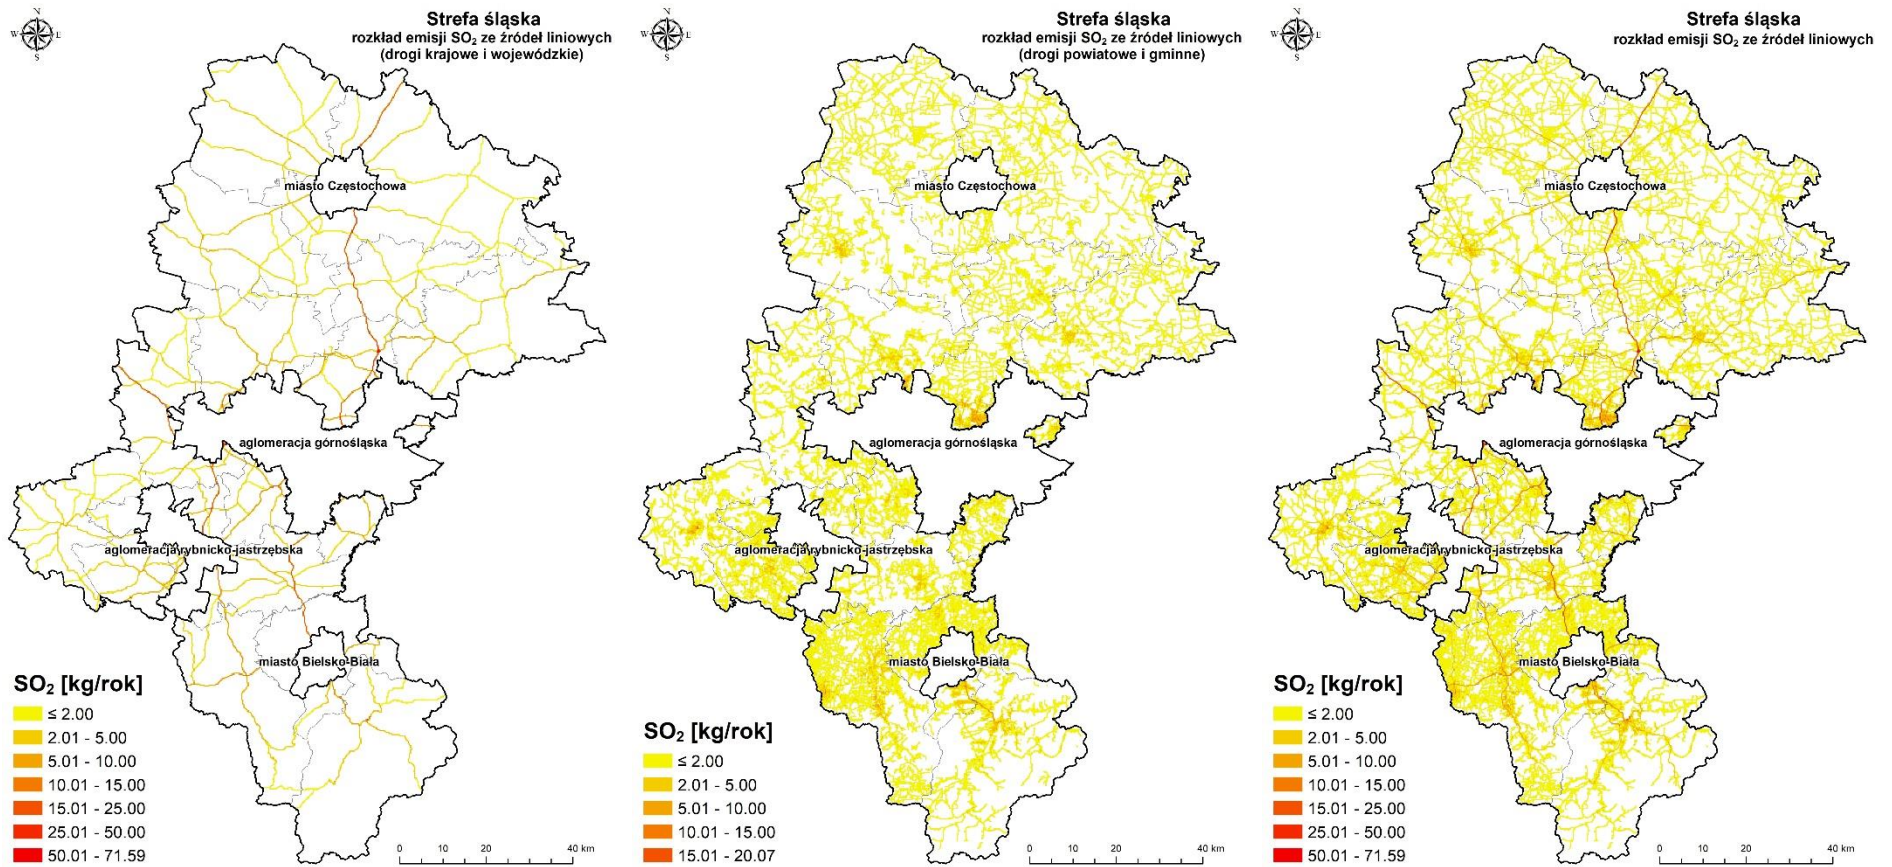 N
W E
S
Strefa śląska
rozkład emisji SO₂ ze źródeł liniowych
(drogi krajowe i wojewódzkie)
miasto Częstochowa
aglomeracja górnośląska
aglomeracja rybnicko-jastrzębska
miasto Bielsko-Biała
SO₂ [kg/rok]
≤ 2.00
2.01 - 5.00
5.01 - 10.00
10.01 - 15.00
15.01 - 25.00
25.01 - 50.00
50.01 - 71.59
0 10 20 40 km
N
W E
S
Strefa śląska
rozkład emisji SO₂ ze źródeł liniowych
(drogi powiatowe i gminne)
miasto Częstochowa
aglomeracja górnośląska
aglomeracja rybnicko-jastrzębska
miasto Bielsko-Biała
SO₂ [kg/rok]
≤ 2.00
2.01 - 5.00
5.01 - 10.00
10.01 - 15.00
15.01 - 20.07
0 10 20 40 km
N
W E
S
Strefa śląska
rozkład emisji SO₂ ze źródeł liniowych
miasto Częstochowa
aglomeracja górnośląska
aglomeracja rybnicko-jastrzębska
miasto Bielsko-Biała
SO₂ [kg/rok]
≤ 2.00
2.01 - 5.00
5.01 - 10.00
10.01 - 15.00
15.01 - 25.00
25.01 - 50.00
50.01 - 71.59
0 10 20 40 km